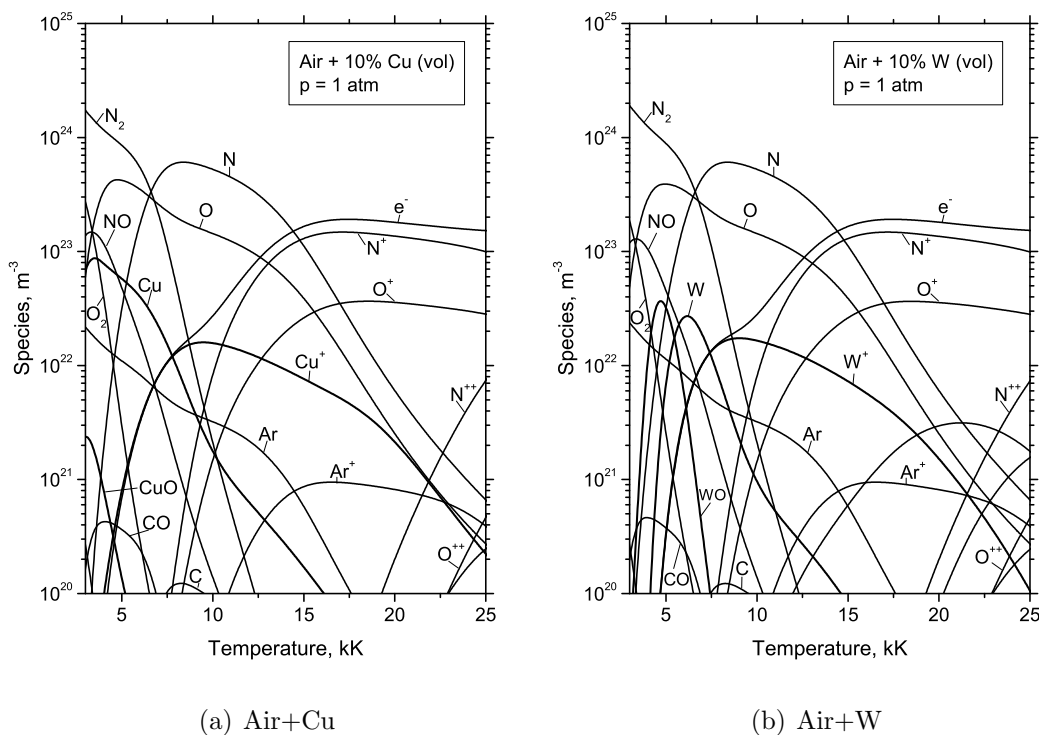 10^25
10^24
10^23
10^22
10^21
10^20
Species, m^-3
Air + 10% Cu (vol)
p = 1 atm
N_2
N
O
e^-
NO
N^+
Cu
O^+
O_2
Cu^+
N^++
Ar
Ar^+
CuO
CO
O^++
C
5 10 15 20 25
Temperature, kK
(a) Air+Cu
10^25
10^24
10^23
10^22
10^21
10^20
Species, m^-3
Air + 10% W (vol)
p = 1 atm
N_2
N
O
e^-
NO
N^+
W
O^+
O_2
W^+
N^++
Ar
Ar^+
WO
O^++
CO
C
5 10 15 20 25
Temperature, kK
(b) Air+W